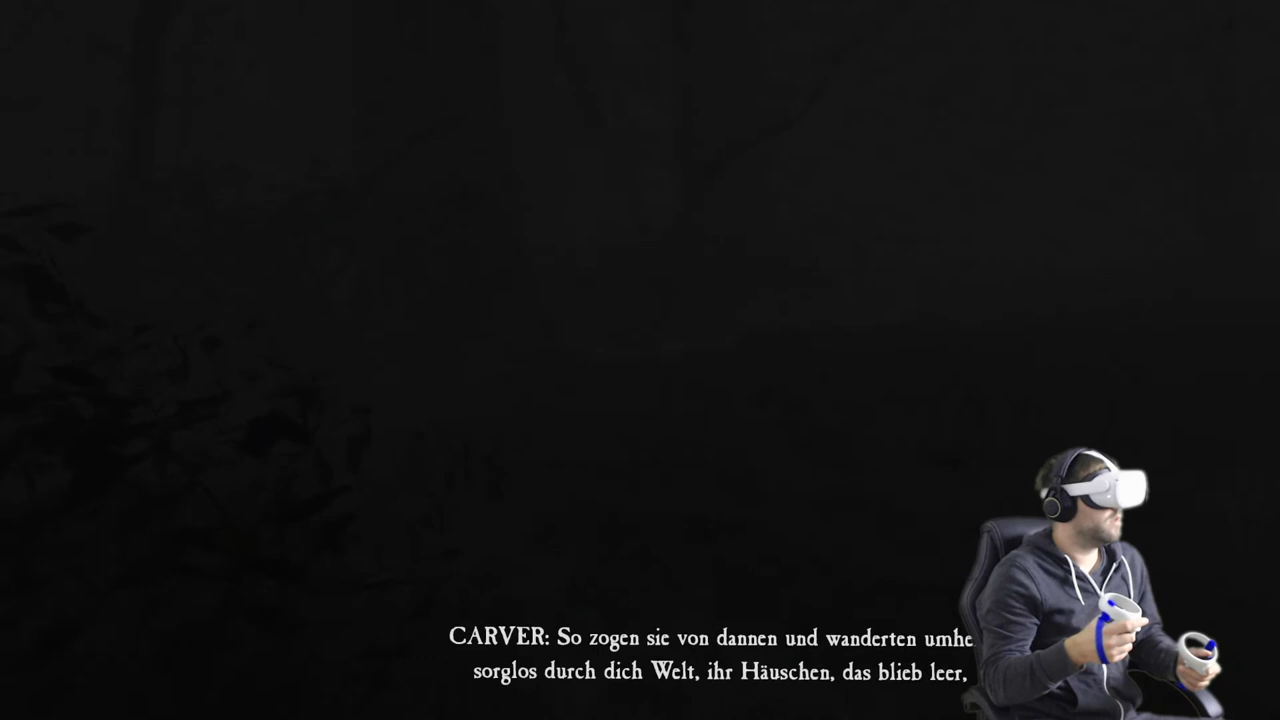 CARVER: So zogen sie von dannen und wanderten umhe
sorglos durch dich Welt, ihr Häuschen, das blieb leer,